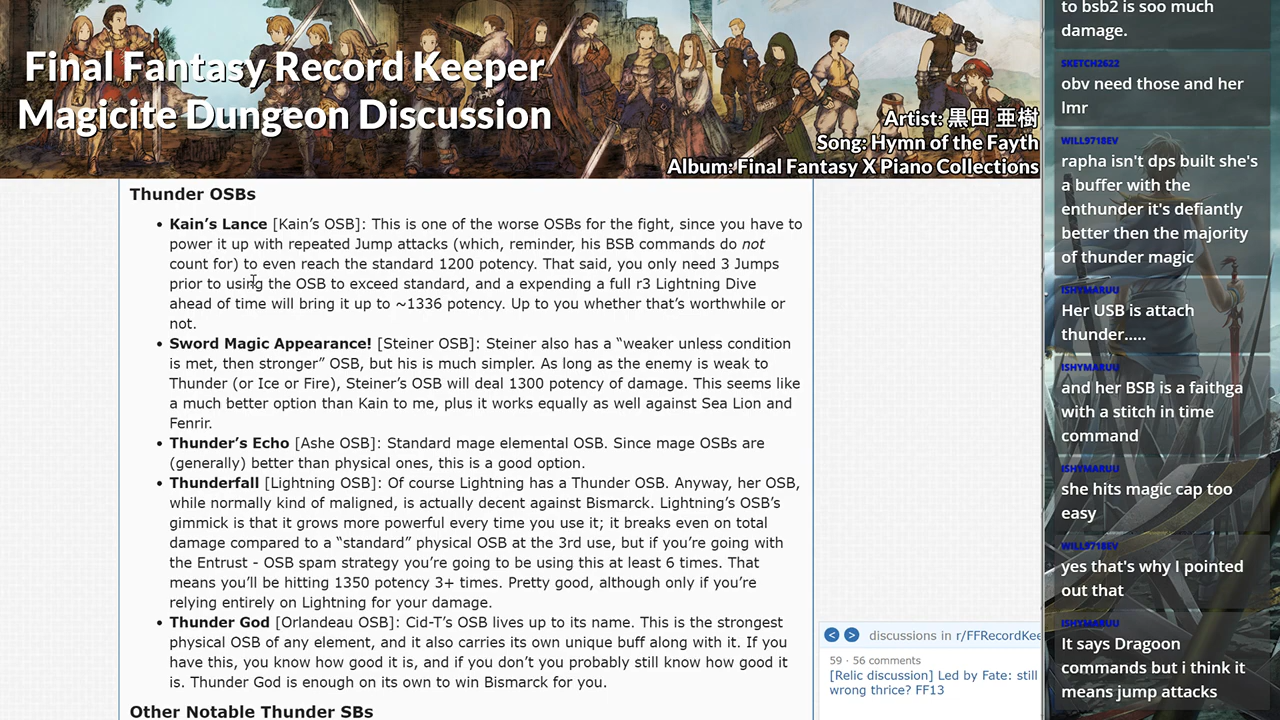 Final Fantasy Record Keeper
Magicite Dungeon Discussion
Artist: 黒田 亜樹
Song: Hymn of the Fayth
Album: Final Fantasy X Piano Collections
Thunder OSBs
• Kain’s Lance [Kain’s OSB]: This is one of the worse OSBs for the fight, since you have to
power it up with repeated Jump attacks (which, reminder, his BSB commands do not
count for) to even reach the standard 1200 potency. That said, you only need 3 Jumps
prior to using the OSB to exceed standard, and a expending a full r3 Lightning Dive
ahead of time will bring it up to ~1336 potency. Up to you whether that’s worthwhile or
not.
• Sword Magic Appearance! [Steiner OSB]: Steiner also has a “weaker unless condition
is met, then stronger” OSB, but his is much simpler. As long as the enemy is weak to
Thunder (or Ice or Fire), Steiner’s OSB will deal 1300 potency of damage. This seems like
a much better option than Kain to me, plus it works equally as well against Sea Lion and
Fenrir.
• Thunder’s Echo [Ashe OSB]: Standard mage elemental OSB. Since mage OSBs are
(generally) better than physical ones, this is a good option.
• Thunderfall [Lightning OSB]: Of course Lightning has a Thunder OSB. Anyway, her OSB,
while normally kind of maligned, is actually decent against Bismarck. Lightning’s OSB’s
gimmick is that it grows more powerful every time you use it; it breaks even on total
damage compared to a “standard” physical OSB at the 3rd use, but if you’re going with
the Entrust - OSB spam strategy you’re going to be using this at least 6 times. That
means you’ll be hitting 1350 potency 3+ times. Pretty good, although only if you’re
relying entirely on Lightning for your damage.
• Thunder God [Orlandeau OSB]: Cid-T’s OSB lives up to its name. This is the strongest
physical OSB of any element, and it also carries its own unique buff along with it. If you
have this, you know how good it is, and if you don’t you probably still know how good it
is. Thunder God is enough on its own to win Bismarck for you.
Other Notable Thunder SBs
< > discussions in r/FFRecordKee
59 · 56 comments
[Relic discussion] Led by Fate: still
wrong thrice? FF13
to bsb2 is soo much
damage.
SKETCH2622
obv need those and her
lmr
WILL9718EV
rapha isn't dps built she's
a buffer with the
enthunder it's defiantly
better then the majority
of thunder magic
ISHYMARUU
Her USB is attach
thunder.....
ISHYMARUU
and her BSB is a faithga
with a stitch in time
command
ISHYMARUU
she hits magic cap too
easy
WILL9718EV
yes that's why I pointed
out that
ISHYMARUU
It says Dragoon
commands but i think it
means jump attacks